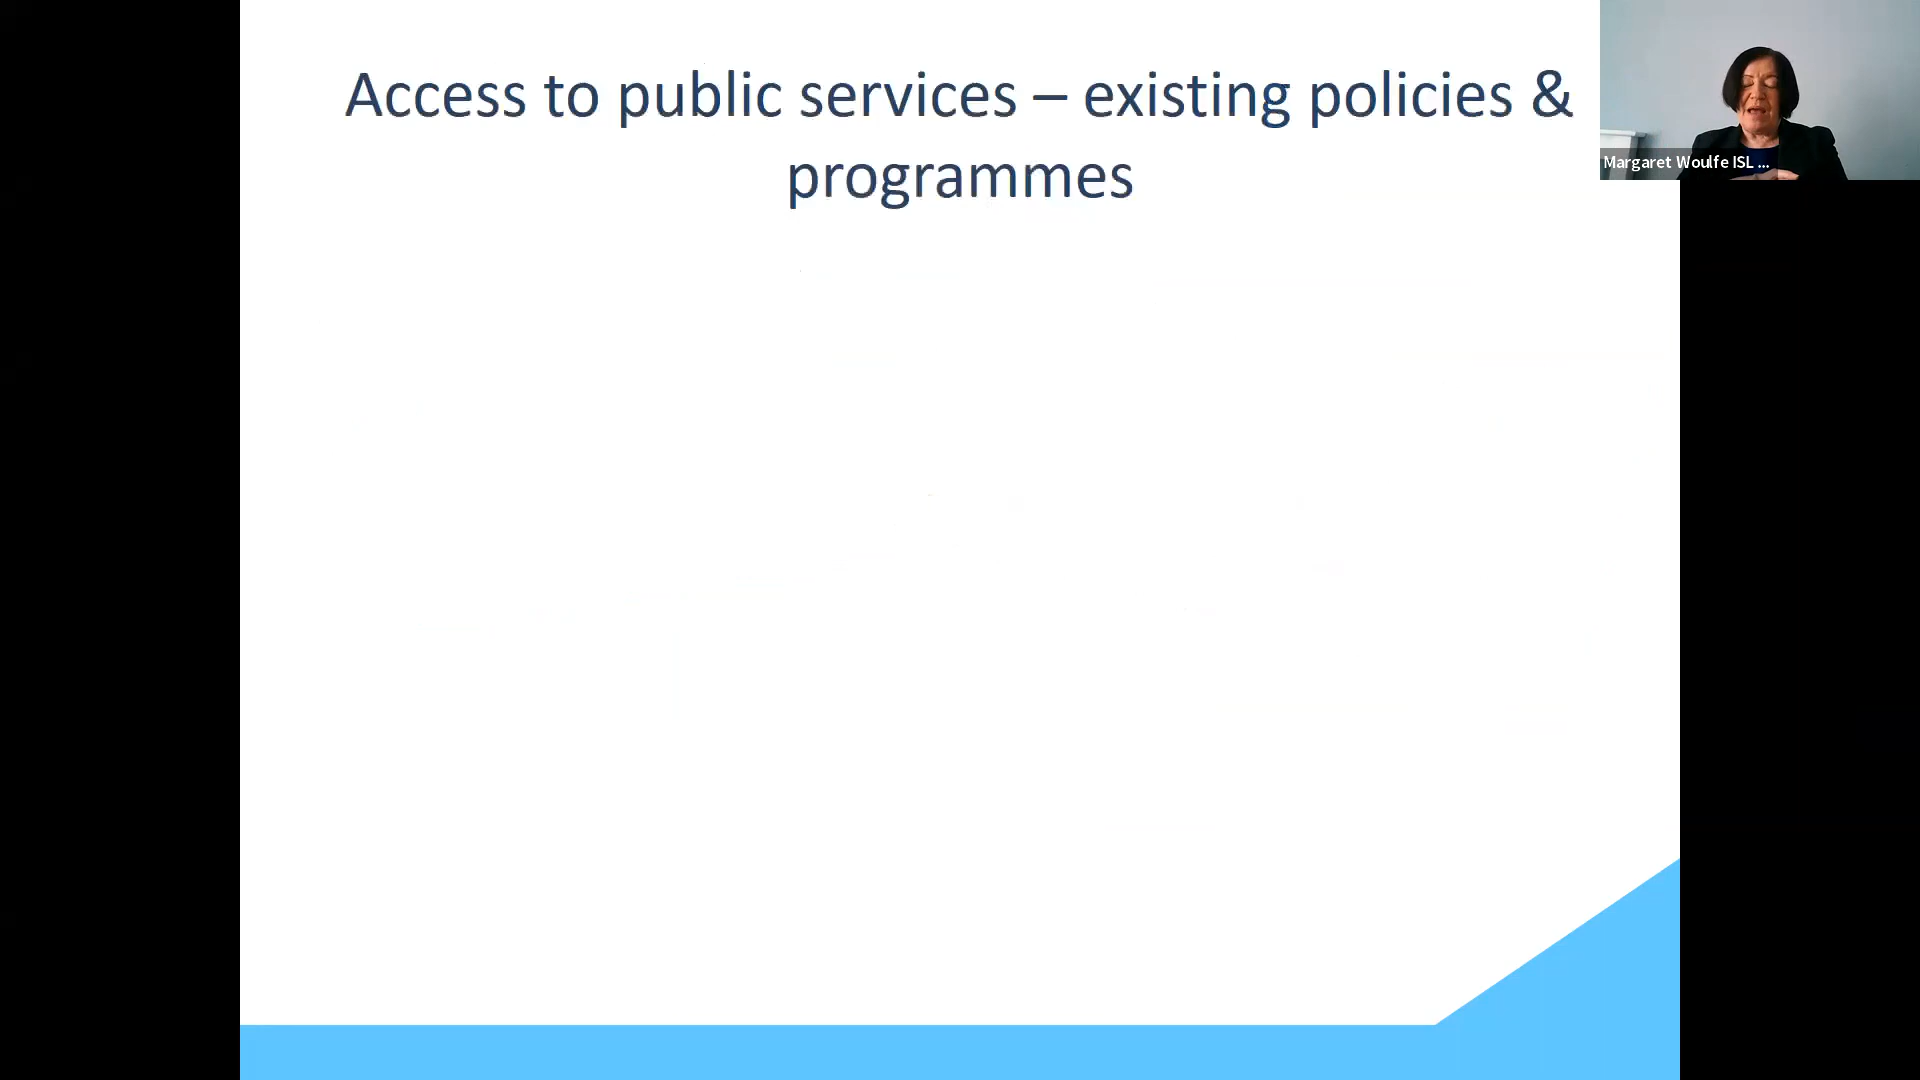 Access to public services – existing policies &
programmes
Margaret Woulfe ISL ...